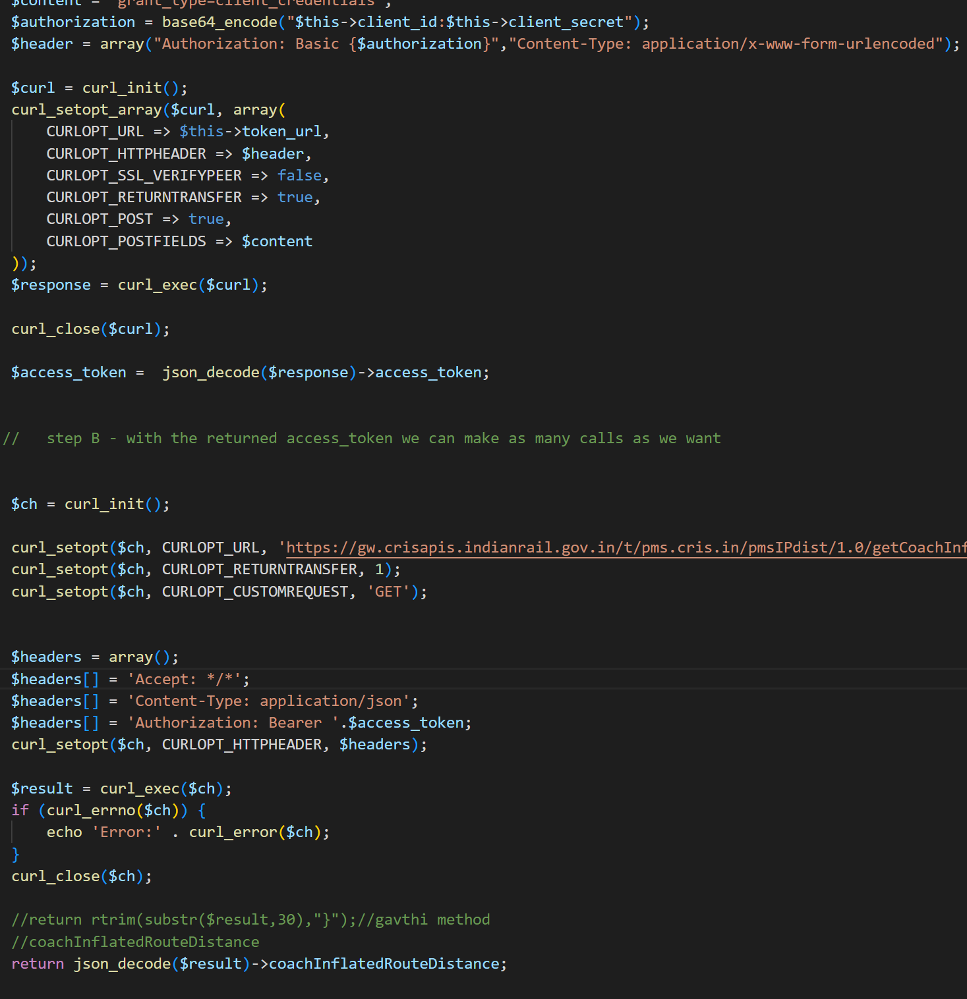 $content = 'grant_type=client_credentials';
$authorization = base64_encode("$this->client_id:$this->client_secret");
$header = array("Authorization: Basic {$authorization}","Content-Type: application/x-www-form-urlencoded");
$curl = curl_init();
curl_setopt_array($curl, array(
CURLOPT_URL => $this->token_url,
CURLOPT_HTTPHEADER => $header,
CURLOPT_SSL_VERIFYPEER => false,
CURLOPT_RETURNTRANSFER => true,
CURLOPT_POST => true,
CURLOPT_POSTFIELDS => $content
));
$response = curl_exec($curl);
curl_close($curl);
$access_token =  json_decode($response)->access_token;
//   step B - with the returned access_token we can make as many calls as we want
$ch = curl_init();
curl_setopt($ch, CURLOPT_URL, 'https://gw.crisapis.indianrail.gov.in/t/pms.cris.in/pmsIPdist/1.0/getCoachInf
curl_setopt($ch, CURLOPT_RETURNTRANSFER, 1);
curl_setopt($ch, CURLOPT_CUSTOMREQUEST, 'GET');
$headers = array();
$headers[] = 'Accept: */*';
$headers[] = 'Content-Type: application/json';
$headers[] = 'Authorization: Bearer '.$access_token;
curl_setopt($ch, CURLOPT_HTTPHEADER, $headers);
$result = curl_exec($ch);
if (curl_errno($ch)) {
echo 'Error:' . curl_error($ch);
}
curl_close($ch);
//return rtrim(substr($result,30),"}");//gavthi method
//coachInflatedRouteDistance
return json_decode($result)->coachInflatedRouteDistance;